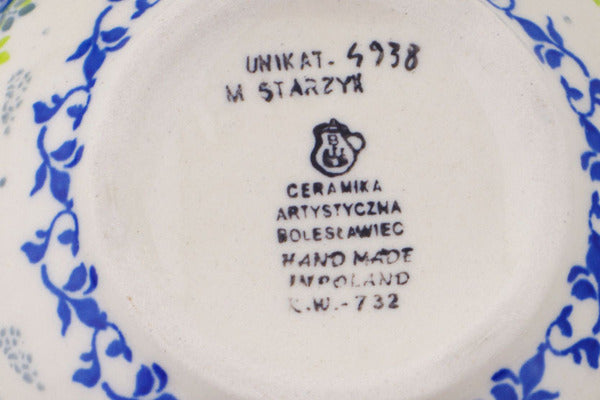 UNIKAT - 4938
M STARZYK
CERAMIKA
ARTYSTYCZNA
BOLESŁAWIEC
HAND MADE
IN POLAND
K.W.-732